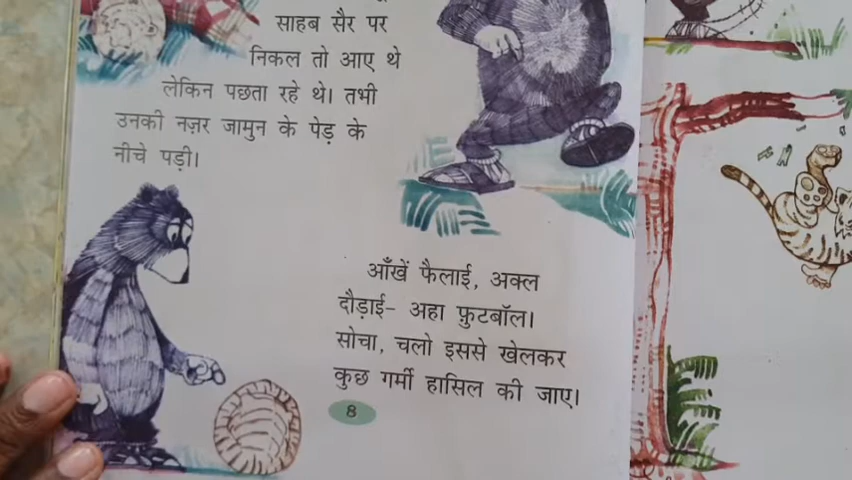 साहब सैर पर
निकल तो आए थे
लेकिन पछता रहे थे। तभी
उनकी नज़र जामुन के पेड़ के
नीचे पड़ी।
आँखें फैलाई, अक्ल
दौड़ाई- अहा फ़ुटबॉल।
सोचा, चलो इससे खेलकर
कुछ गर्मी हासिल की जाए।
8